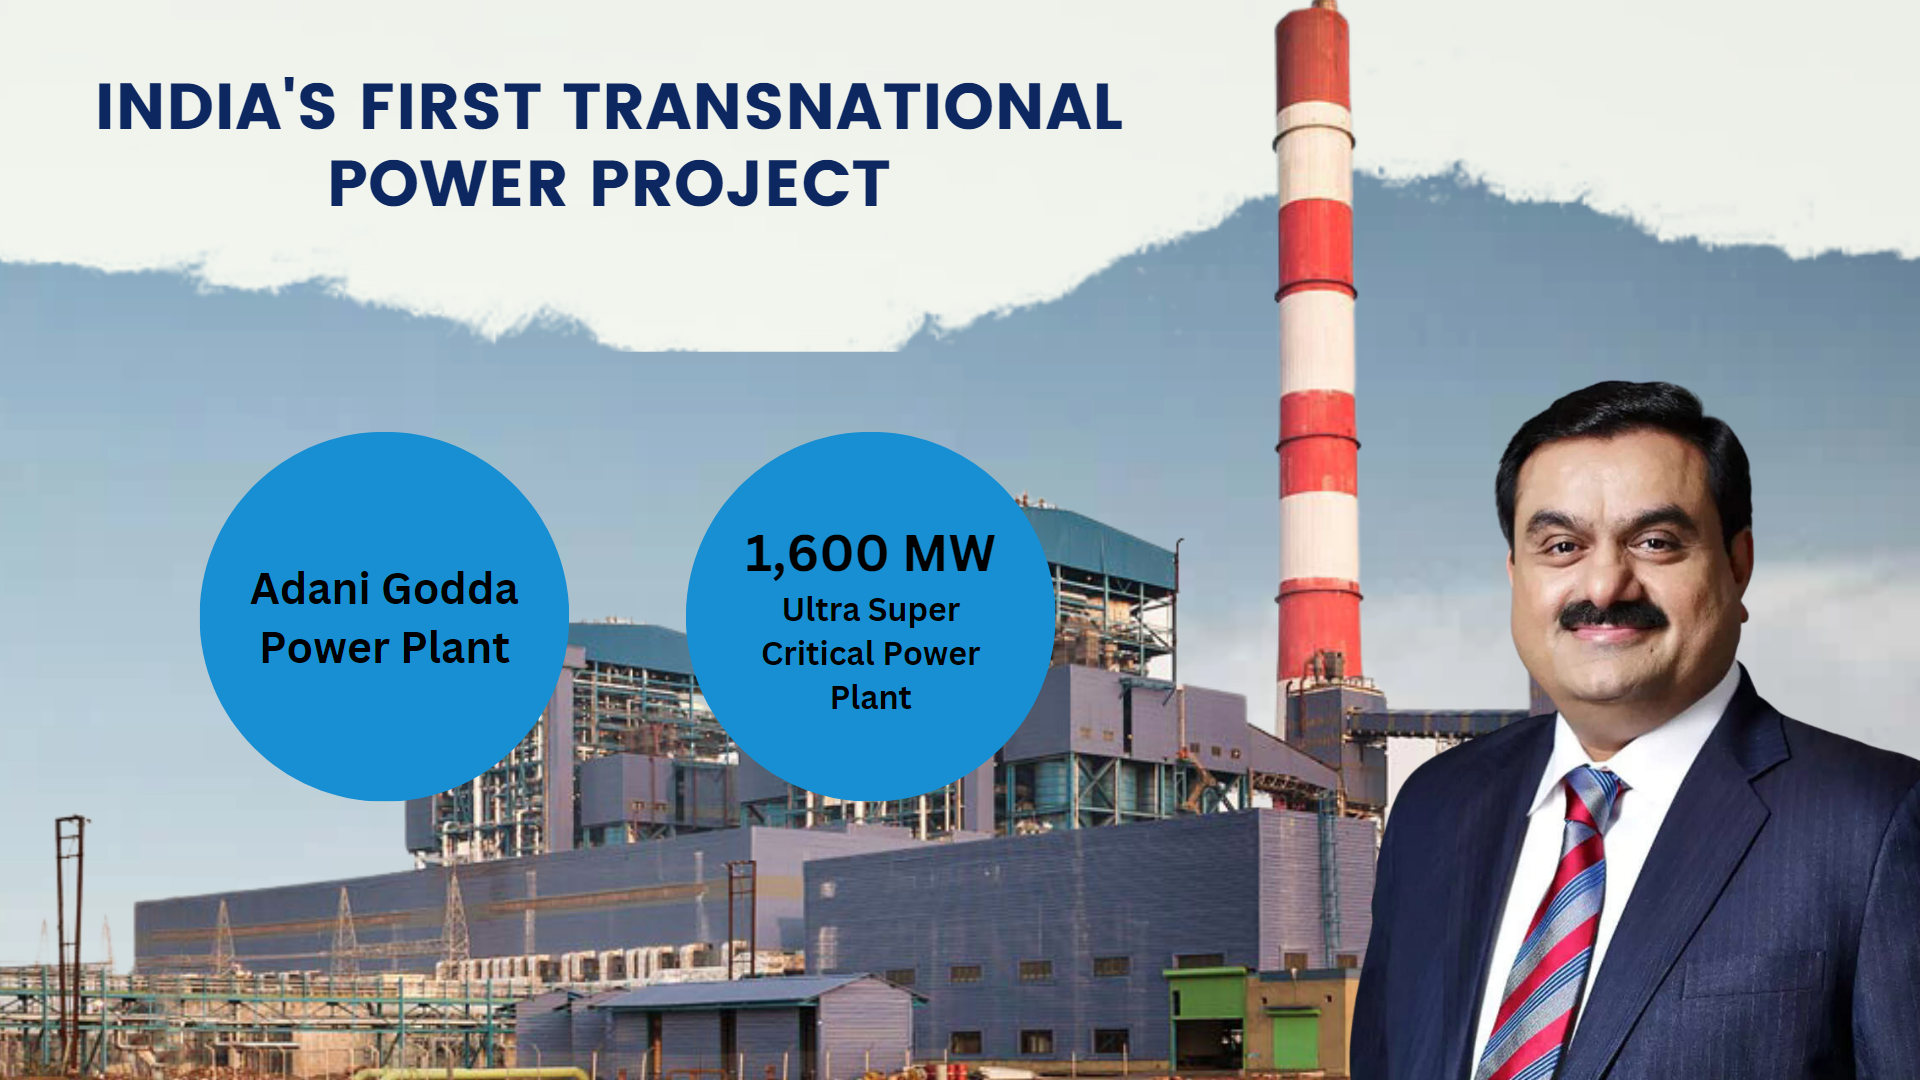 INDIA'S FIRST TRANSNATIONAL
POWER PROJECT
Adani Godda
Power Plant
1,600 MW
Ultra Super
Critical Power
Plant